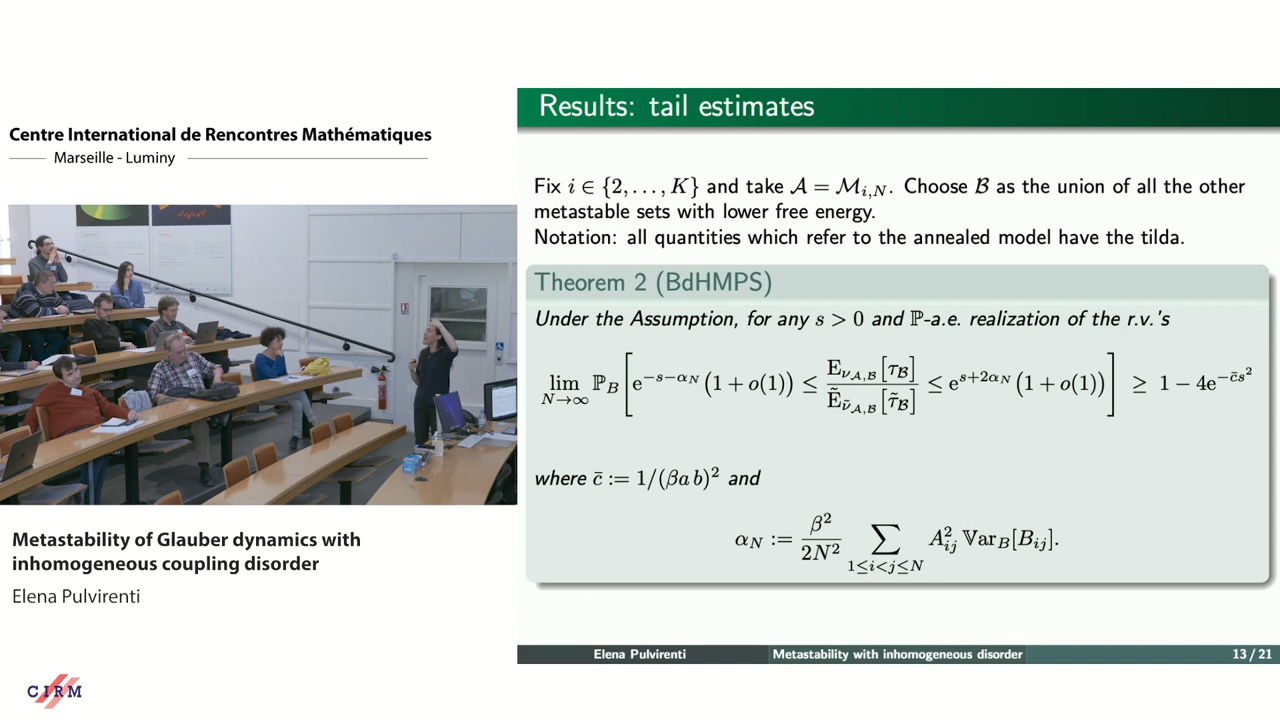 Centre International de Rencontres Mathématiques
Marseille - Luminy
Metastability of Glauber dynamics with
inhomogeneous coupling disorder
Elena Pulvirenti
CIRM
Results: tail estimates
Fix i ∈ {2, . . . , K} and take 𝒜 = ℳ_{i,N}. Choose ℬ as the union of all the other
metastable sets with lower free energy.
Notation: all quantities which refer to the annealed model have the tilda.
Theorem 2 (BdHMPS)
Under the Assumption, for any s > 0 and ℙ-a.e. realization of the r.v.'s
lim_{N→∞} ℙ_B [ e^{−s−α_N} (1 + o(1)) ≤ E_{ν_{𝒜,ℬ}}[τ_ℬ] / Ẽ_{ν̃_{𝒜,ℬ}}[τ̃_ℬ] ≤ e^{s+2α_N} (1 + o(1)) ] ≥ 1 − 4e^{−c̄s²}
where c̄ := 1/(βa b)² and
α_N := β²/2N² ∑_{1≤i<j≤N} A²_{ij} 𝕍ar_B[B_{ij}].
Elena Pulvirenti
Metastability with inhomogeneous disorder
13 / 21